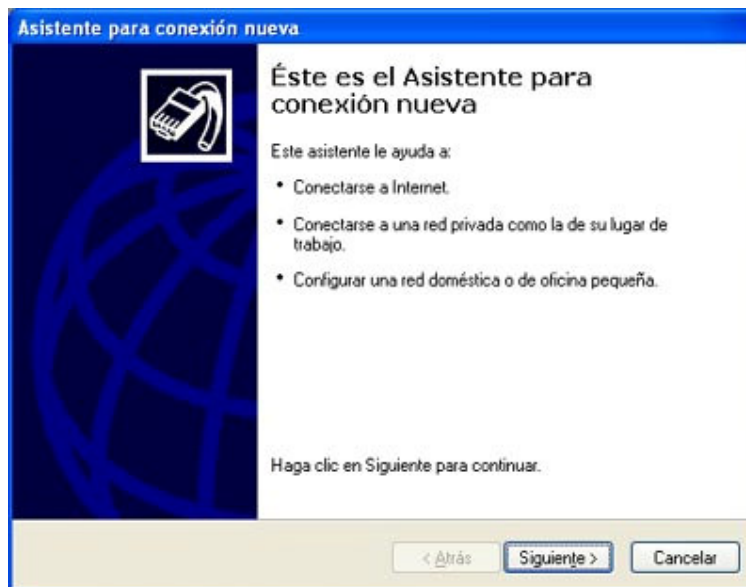 Asistente para conexión nueva
Éste es el Asistente para
conexión nueva
Este asistente le ayuda a:
• Conectarse a Internet.
• Conectarse a una red privada como la de su lugar de
trabajo.
• Configurar una red doméstica o de oficina pequeña.
Haga clic en Siguiente para continuar.
< Atrás Siguiente > Cancelar